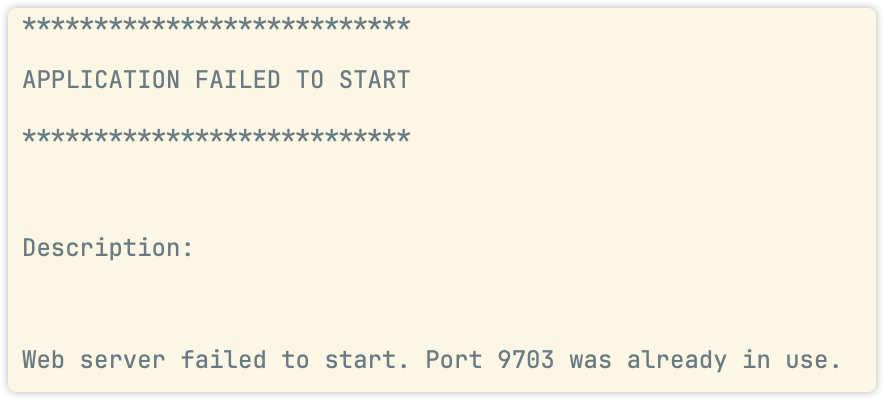 ***************************
APPLICATION FAILED TO START
***************************
Description:
Web server failed to start. Port 9703 was already in use.